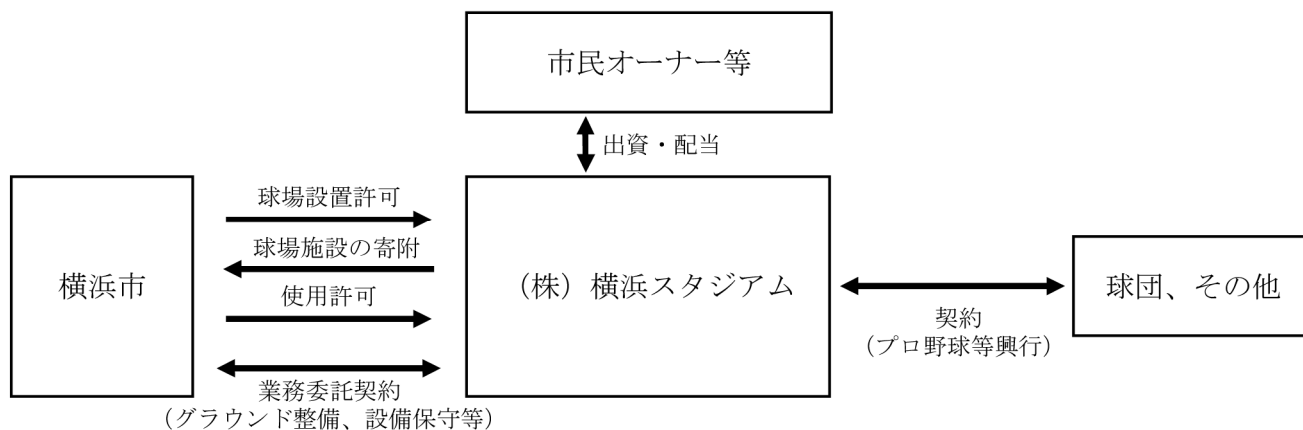 市民オーナー等
出資・配当
横浜市
球場設置許可
球場施設の寄附
使用許可
業務委託契約
（グラウンド整備、設備保守等）
（株）横浜スタジアム
契約
（プロ野球等興行）
球団、その他